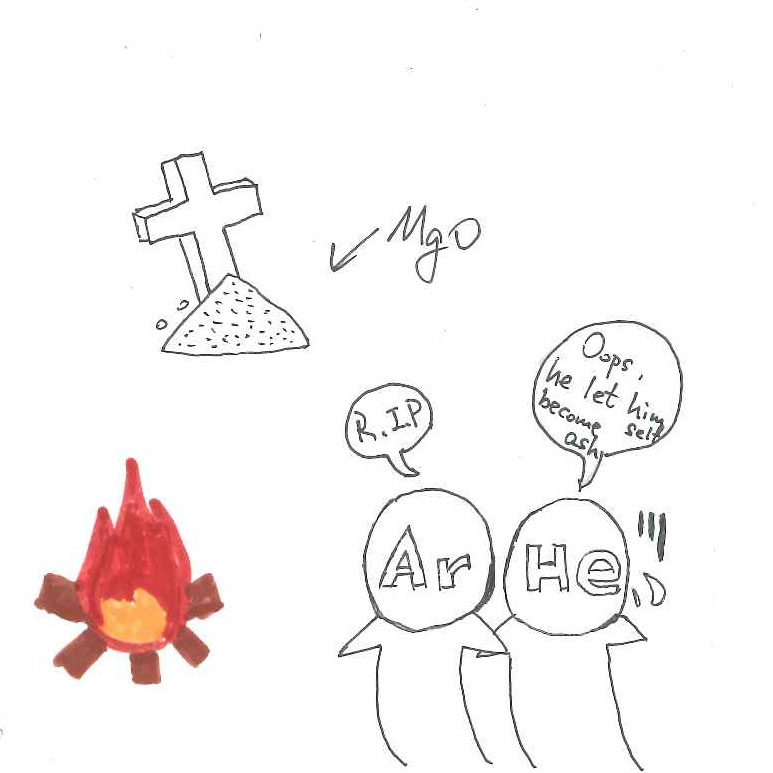 MgO
R.I.P
Oops,
he let him
become self
ash
Ar
He